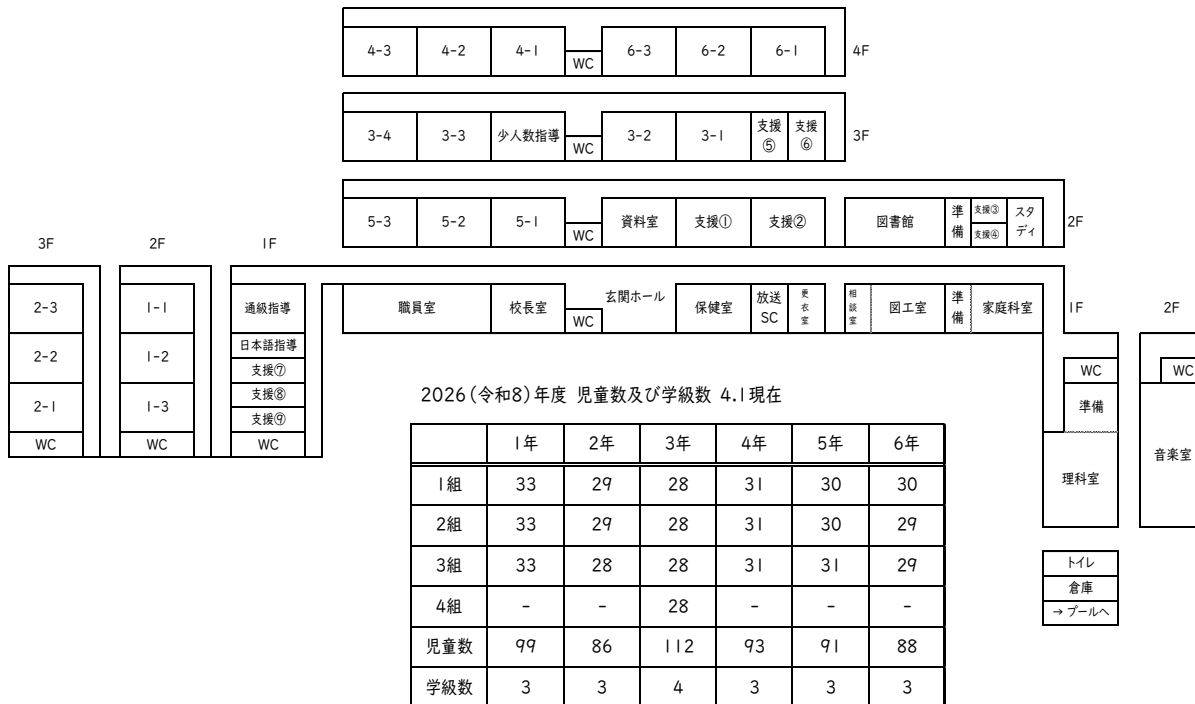 4-3 4-2 4-1 WC 6-3 6-2 6-1 4F
3-4 3-3 少人数指導 WC 3-2 3-1 支援⑤ 支援⑥ 3F
5-3 5-2 5-1 WC 資料室 支援① 支援② 図書館 準備 支援③ 支援④ スタディ 2F
3F 2F 1F
2-3 1-1 通級指導 職員室 校長室 WC 玄関ホール 保健室 放送SC 更衣室 相談室 図工室 準備 家庭科室 1F 2F
2-2 1-2 日本語指導
支援⑦
2-1 1-3 支援⑧
支援⑨
WC WC WC
WC WC
準備
理科室 音楽室
トイレ
倉庫
→ プールへ
2026(令和8)年度 児童数及び学級数 4.1現在
1年 2年 3年 4年 5年 6年
1組 33 29 28 31 30 30
2組 33 29 28 31 30 29
3組 33 28 28 31 31 29
4組 - - 28 - - -
児童数 99 86 112 93 91 88
学級数 3 3 4 3 3 3